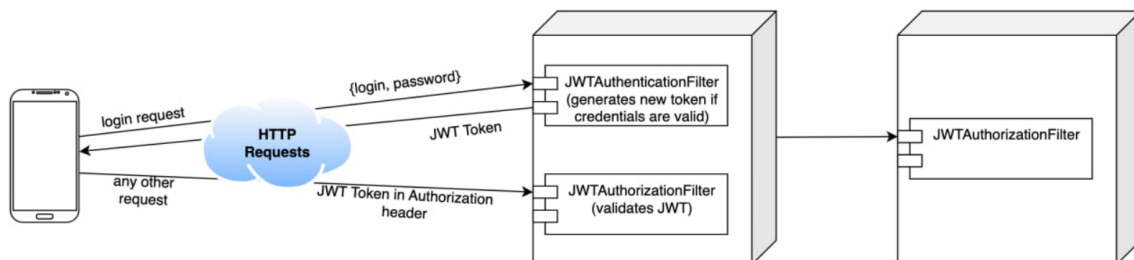 login request
{login, password}
HTTP
Requests
JWT Token
any other
request
JWT Token in Authorization
header
JWTAuthenticationFilter
(generates new token if
credentials are valid)
JWTAuthorizationFilter
(validates JWT)
JWTAuthorizationFilter